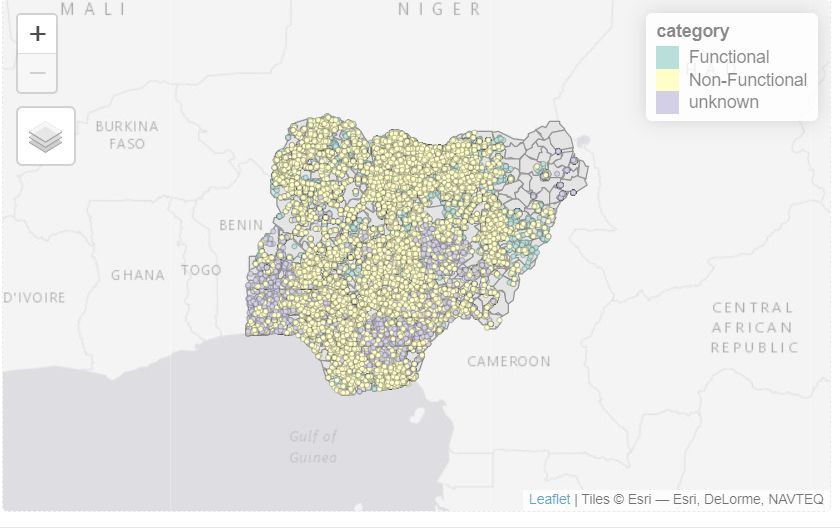 MALI
NIGER
+
−
category
Functional
Non-Functional
unknown
BURKINA
FASO
BENIN
GHANA
TOGO
D'IVOIRE
CENTRAL
AFRICAN
REPUBLIC
CAMEROON
Gulf of
Guinea
Leaflet | Tiles © Esri — Esri, DeLorme, NAVTEQ